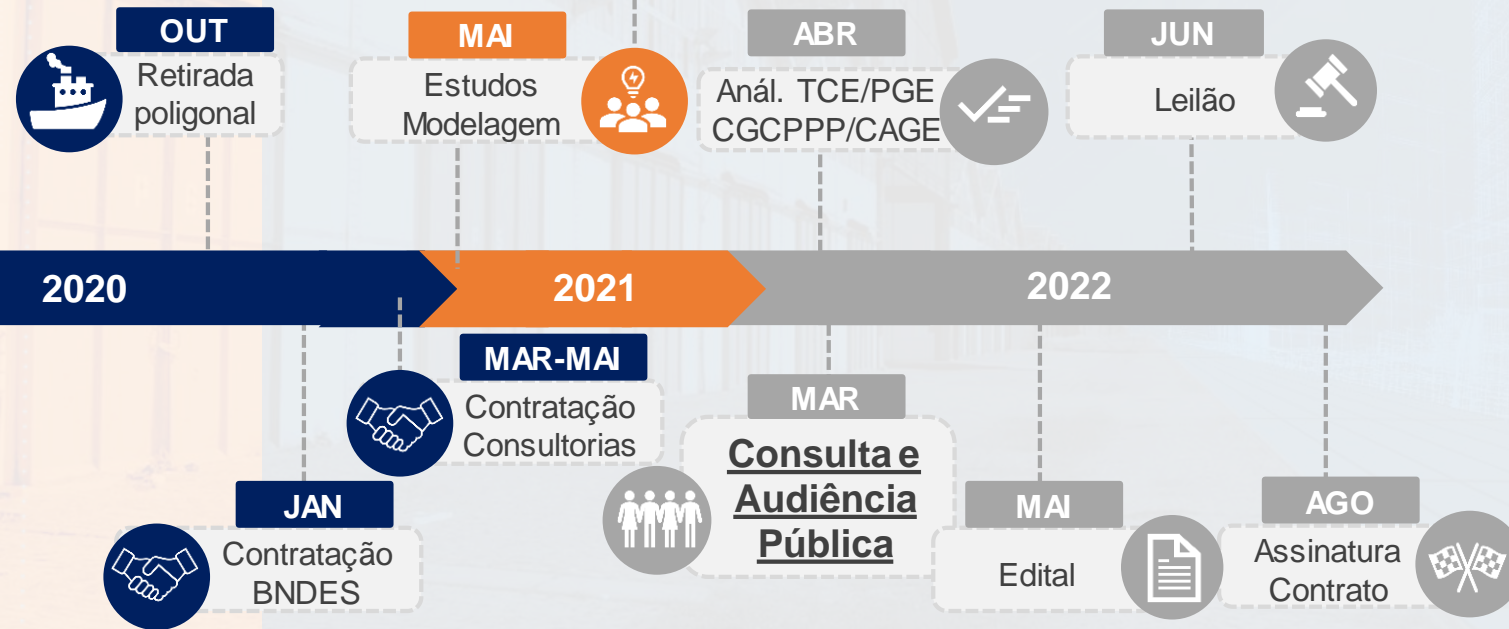 OUT
Retirada
poligonal
MAI
Estudos
Modelagem
ABR
Anál. TCE/PGE
CGCPPP/CAGE
JUN
Leilão
2020
2021
2022
MAR-MAI
Contratação
Consultorias
JAN
Contratação
BNDES
MAR
Consulta e
Audiência
Pública
MAI
Edital
AGO
Assinatura
Contrato